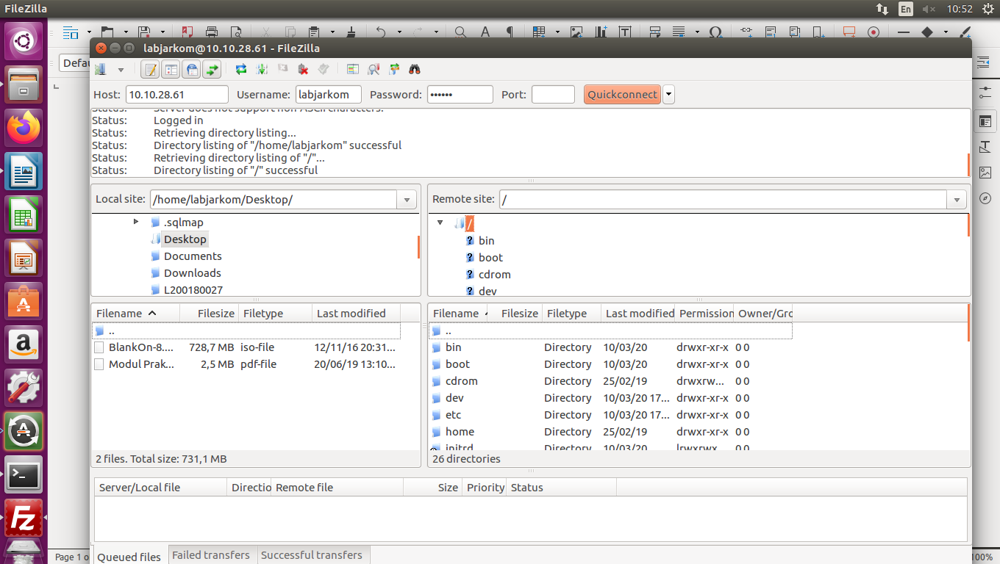 FileZilla
En 10:52
Defau
labjarkom@10.10.28.61 - FileZilla
Host: 10.10.28.61 Username: labjarkom Password: •••••• Port: Quickconnect
Status: Server does not support non-ASCII characters.
Status: Logged in
Status: Retrieving directory listing...
Status: Directory listing of "/home/labjarkom" successful
Status: Retrieving directory listing of "/"...
Status: Directory listing of "/" successful
Local site: /home/labjarkom/Desktop/
.sqlmap
Desktop
Documents
Downloads
L200180027
Remote site: /
/
bin
boot
cdrom
dev
Filename Filesize Filetype Last modified
..
BlankOn-8.... 728,7 MB iso-file 12/11/16 20:31...
Modul Prak... 2,5 MB pdf-file 20/06/19 13:10...
2 files. Total size: 731,1 MB
Filename Filesize Filetype Last modified Permission Owner/Gro
..
bin Directory 10/03/20 drwxr-xr-x 0 0
boot Directory 10/03/20 drwxr-xr-x 0 0
cdrom Directory 25/02/19 drwxrw... 0 0
dev Directory 10/03/20 17... drwxr-xr-x 0 0
etc Directory 10/03/20 17... drwxr-xr-x 0 0
home Directory 25/02/19 drwxr-xr-x 0 0
initrd Directory 10/03/20 lrwxrwx 0 0
26 directories
Server/Local file Directio Remote file Size Priority Status
Queued files Failed transfers Successful transfers
Page 1 o
100%